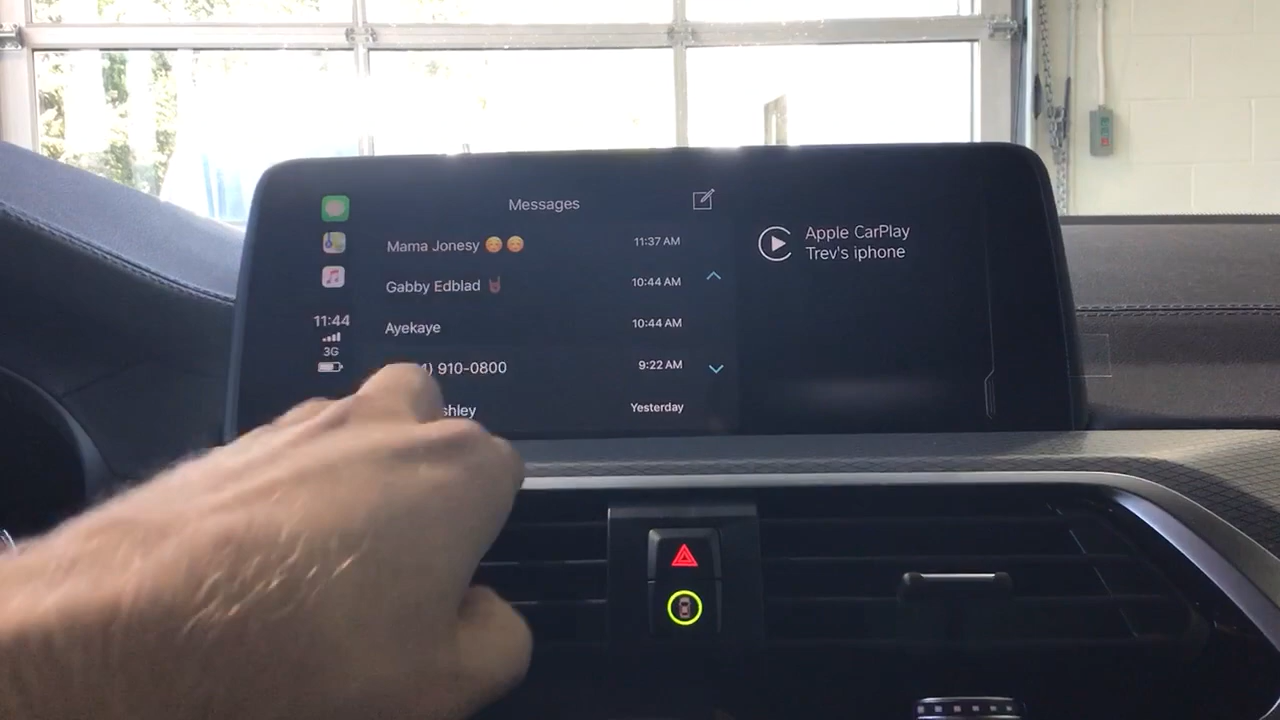 Messages
Mama Jonesy 😊😊 11:37 AM
Gabby Edblad 🤘 10:44 AM
Ayekaye 10:44 AM
4) 910-0800 9:22 AM
shley Yesterday
11:44
3G
Apple CarPlay
Trev's iphone